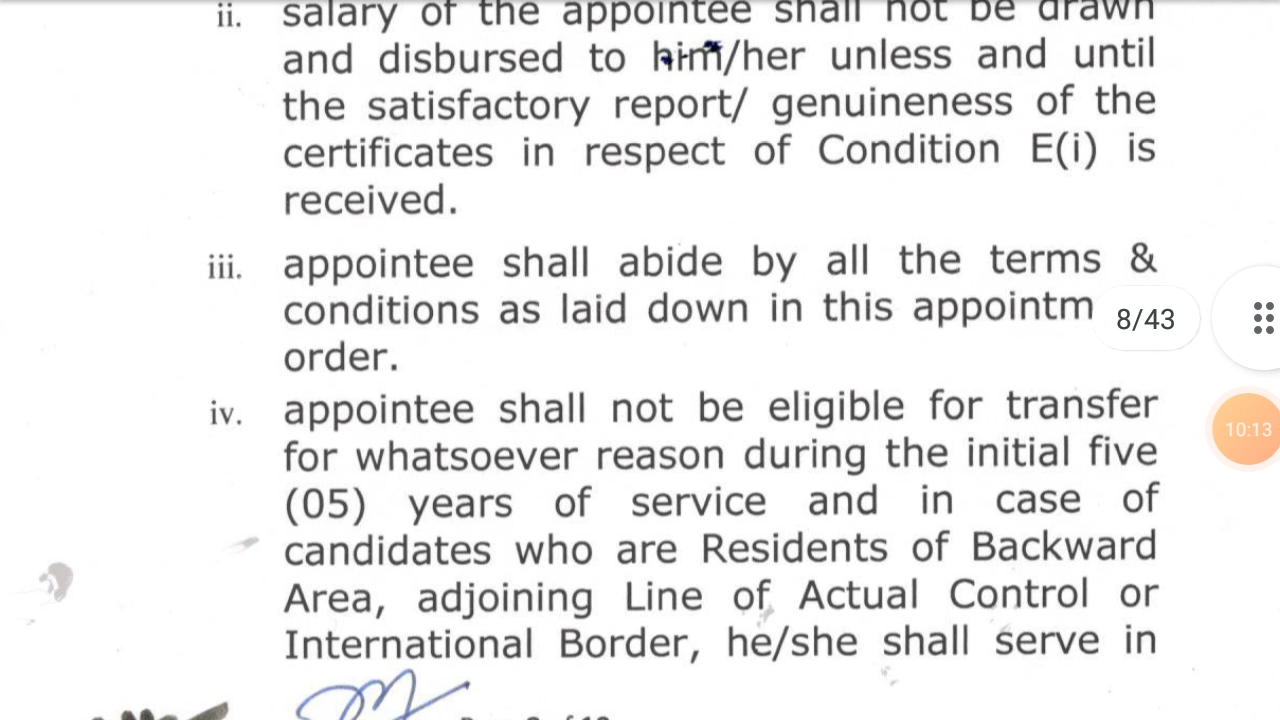 ii. salary of the appointee shall not be drawn
and disbursed to him/her unless and until
the satisfactory report/ genuineness of the
certificates in respect of Condition E(i) is
received.
iii. appointee shall abide by all the terms &
conditions as laid down in this appointm
8/43
order.
iv. appointee shall not be eligible for transfer
10:13
for whatsoever reason during the initial five
(05) years of service and in case of
candidates who are Residents of Backward
Area, adjoining Line of Actual Control or
International Border, he/she shall serve in